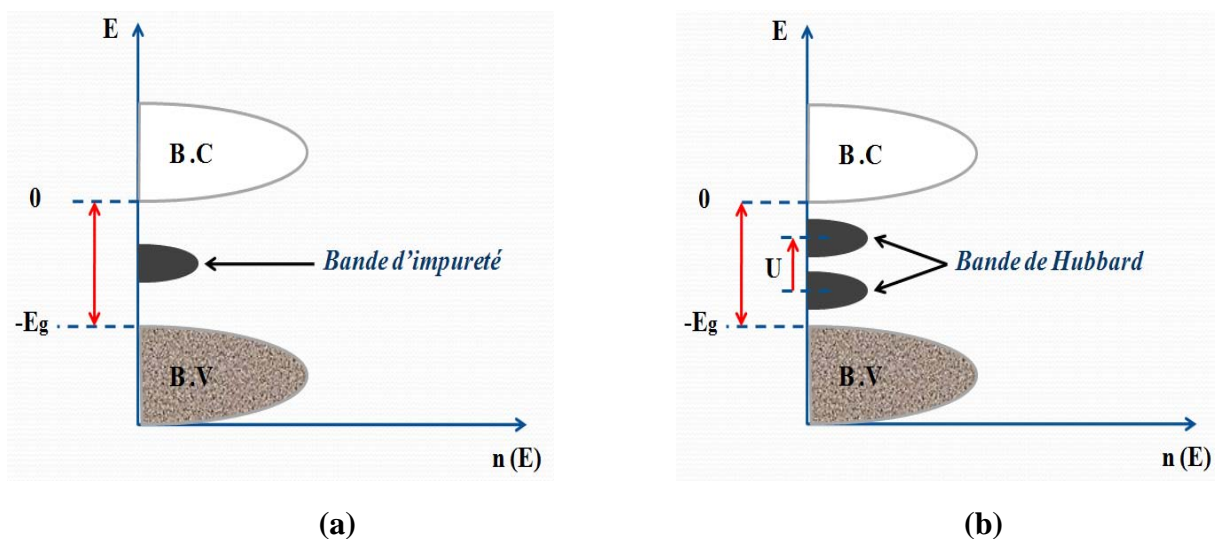 E
B .C
0
Bande d'impureté
-Eg
B .V
n (E)
(a)
E
B .C
0
U
Bande de Hubbard
-Eg
B .V
n (E)
(b)